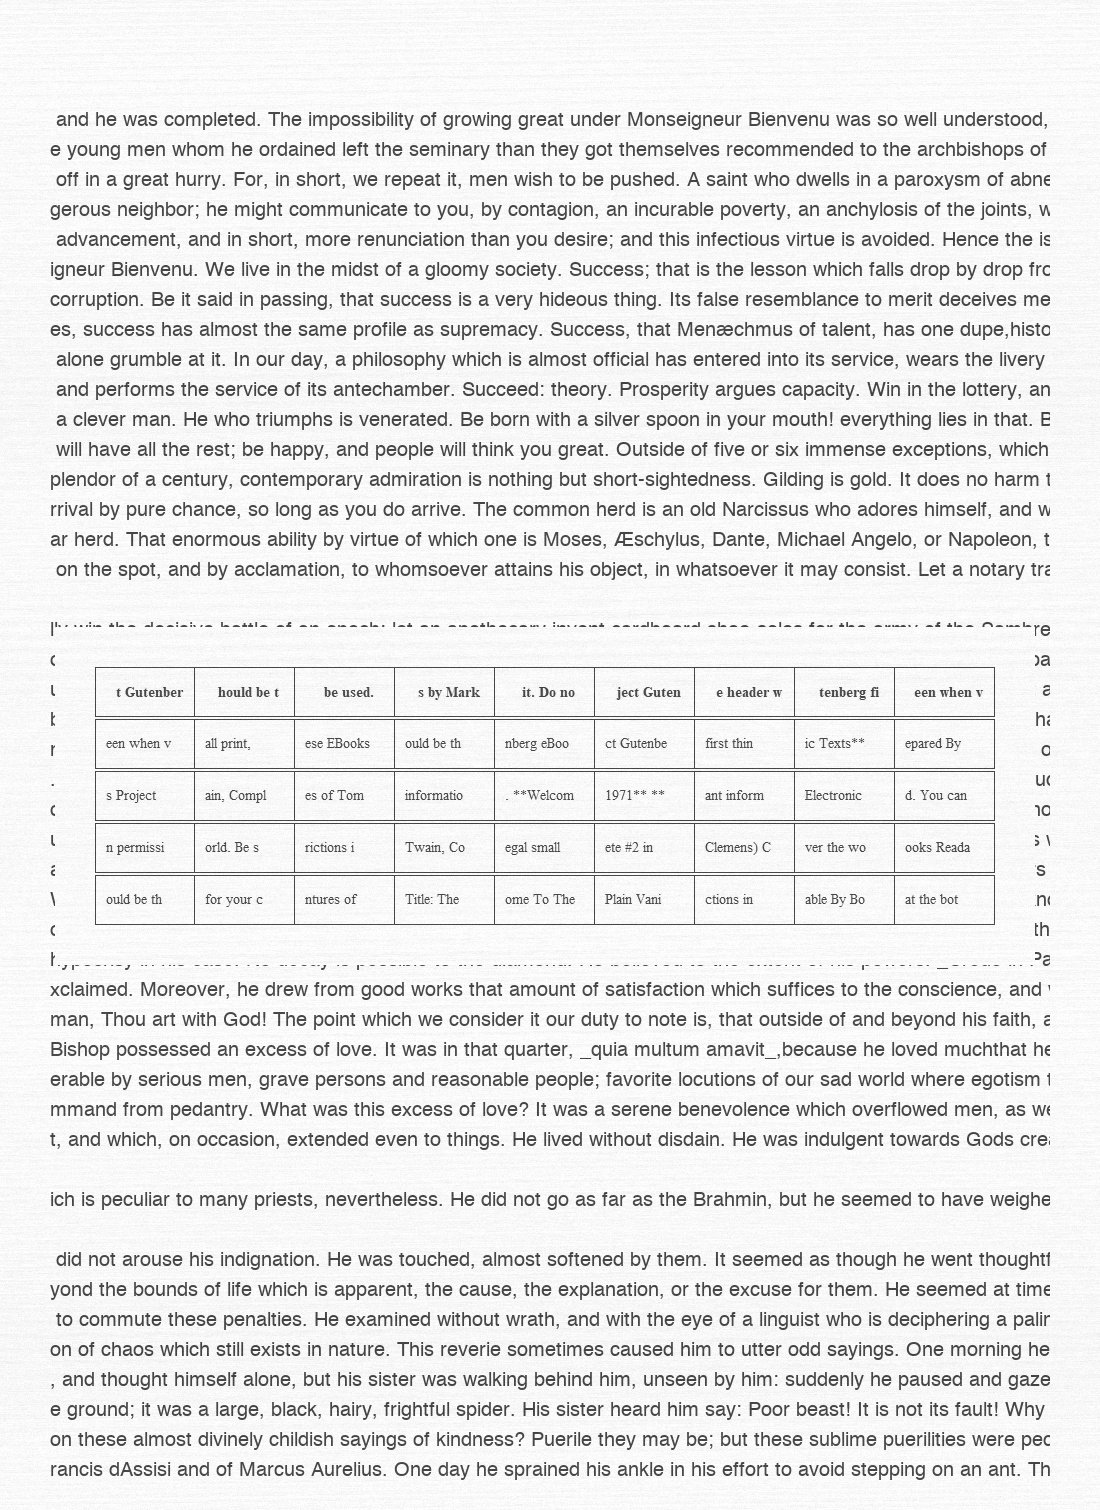 and he was completed. The impossibility of growing great under Monseigneur Bienvenu was so well understood,
e young men whom he ordained left the seminary than they got themselves recommended to the archbishops of
off in a great hurry. For, in short, we repeat it, men wish to be pushed. A saint who dwells in a paroxysm of abne
gerous neighbor; he might communicate to you, by contagion, an incurable poverty, an anchylosis of the joints, w
advancement, and in short, more renunciation than you desire; and this infectious virtue is avoided. Hence the is
igneur Bienvenu. We live in the midst of a gloomy society. Success; that is the lesson which falls drop by drop fro
corruption. Be it said in passing, that success is a very hideous thing. Its false resemblance to merit deceives me
es, success has almost the same profile as supremacy. Success, that Menæchmus of talent, has one dupe,histo
alone grumble at it. In our day, a philosophy which is almost official has entered into its service, wears the livery
and performs the service of its antechamber. Succeed: theory. Prosperity argues capacity. Win in the lottery, an
a clever man. He who triumphs is venerated. Be born with a silver spoon in your mouth! everything lies in that. B
will have all the rest; be happy, and people will think you great. Outside of five or six immense exceptions, which
plendor of a century, contemporary admiration is nothing but short-sightedness. Gilding is gold. It does no harm t
rrival by pure chance, so long as you do arrive. The common herd is an old Narcissus who adores himself, and w
ar herd. That enormous ability by virtue of which one is Moses, Æschylus, Dante, Michael Angelo, or Napoleon, t
on the spot, and by acclamation, to whomsoever attains his object, in whatsoever it may consist. Let a notary tra
t Gutenber hould be t be used. s by Mark it. Do no ject Guten e header w tenberg fi een when v
een when v all print, ese EBooks ould be th nberg eBoo ct Gutenbe first thin ic Texts** epared By
s Project ain, Compl es of Tom informatio . **Welcom 1971** ** ant inform Electronic d. You can
n permissi orld. Be s rictions i Twain, Co egal small ete #2 in Clemens) C ver the wo ooks Reada
ould be th for your c ntures of Title: The ome To The Plain Vani ctions in able By Bo at the bot
xclaimed. Moreover, he drew from good works that amount of satisfaction which suffices to the conscience, and
man, Thou art with God! The point which we consider it our duty to note is, that outside of and beyond his faith, a
Bishop possessed an excess of love. It was in that quarter, _quia multum amavit_,because he loved muchthat he
erable by serious men, grave persons and reasonable people; favorite locutions of our sad world where egotism t
mmand from pedantry. What was this excess of love? It was a serene benevolence which overflowed men, as we
t, and which, on occasion, extended even to things. He lived without disdain. He was indulgent towards Gods crea
ich is peculiar to many priests, nevertheless. He did not go as far as the Brahmin, but he seemed to have weighe
did not arouse his indignation. He was touched, almost softened by them. It seemed as though he went thoughtf
yond the bounds of life which is apparent, the cause, the explanation, or the excuse for them. He seemed at time
to commute these penalties. He examined without wrath, and with the eye of a linguist who is deciphering a palim
on of chaos which still exists in nature. This reverie sometimes caused him to utter odd sayings. One morning he
, and thought himself alone, but his sister was walking behind him, unseen by him: suddenly he paused and gaze
e ground; it was a large, black, hairy, frightful spider. His sister heard him say: Poor beast! It is not its fault! Why
on these almost divinely childish sayings of kindness? Puerile they may be; but these sublime puerilities were pec
rancis dAssisi and of Marcus Aurelius. One day he sprained his ankle in his effort to avoid stepping on an ant. Th